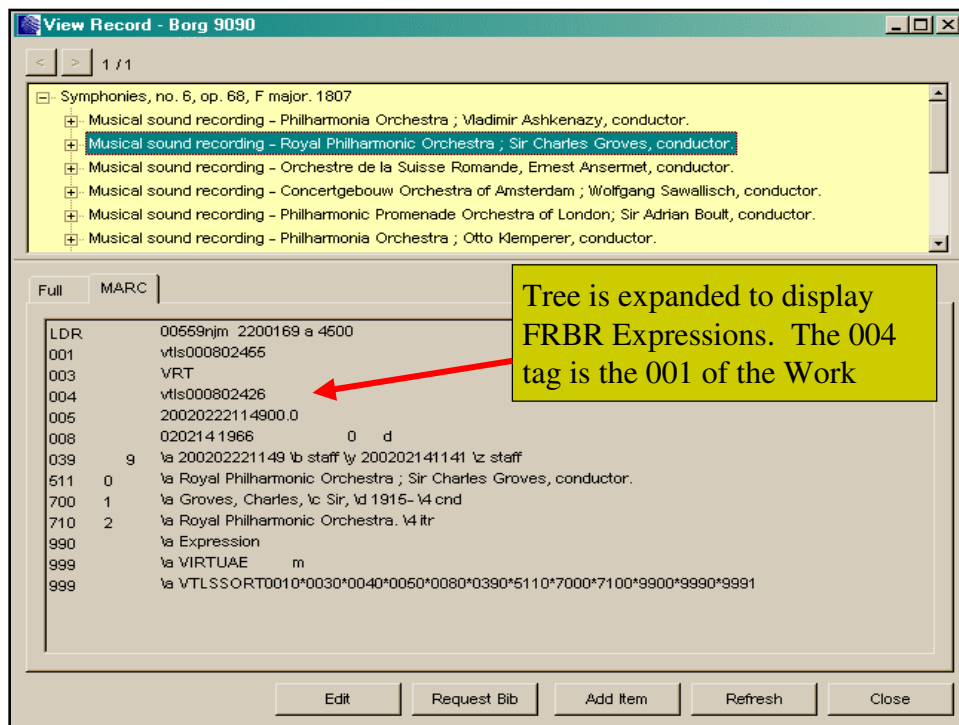 View Record - Borg 9090
< > 1 / 1
Symphonies, no. 6, op. 68, F major. 1807
Musical sound recording – Philharmonia Orchestra ; Vladimir Ashkenazy, conductor.
Musical sound recording – Royal Philharmonic Orchestra ; Sir Charles Groves, conductor.
Musical sound recording – Orchestre de la Suisse Romande, Ernest Ansermet, conductor.
Musical sound recording – Concertgebouw Orchestra of Amsterdam ; Wolfgang Sawallisch, conductor.
Musical sound recording – Philharmonic Promenade Orchestra of London; Sir Adrian Boult, conductor.
Musical sound recording – Philharmonia Orchestra ; Otto Klemperer, conductor.
Full MARC
Tree is expanded to display
FRBR Expressions. The 004
tag is the 001 of the Work
LDR 00559njm 2200169 a 4500
001 vtls000802455
003 VRT
004 vtls000802426
005 20020222114900.0
008 0202141966 0 d
039 9 \a 200202221149 \b staff \y 200202141141 \z staff
511 0 \a Royal Philharmonic Orchestra ; Sir Charles Groves, conductor.
700 1 \a Groves, Charles, \c Sir, \d 1915- \4 cnd
710 2 \a Royal Philharmonic Orchestra. \4 itr
990 \a Expression
999 \a VIRTUAE m
999 \a VTLSSORT0010*0030*0040*0050*0080*0390*5110*7000*7100*9900*9990*9991
Edit Request Bib Add Item Refresh Close